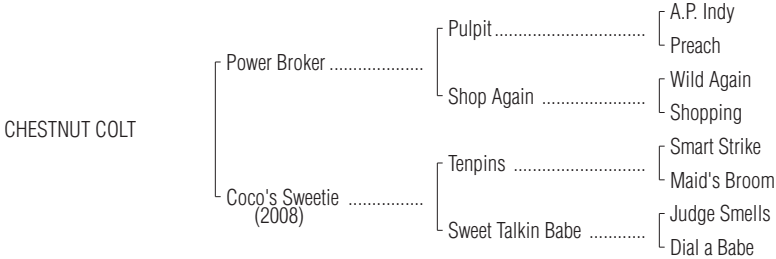 A.P. Indy
Pulpit..............................
Preach
Power Broker ...................
Wild Again
Shop Again .....................
Shopping
CHESTNUT COLT
Smart Strike
Tenpins ...........................
Maid's Broom
Coco's Sweetie ...............
(2008)
Judge Smells
Sweet Talkin Babe ............
Dial a Babe